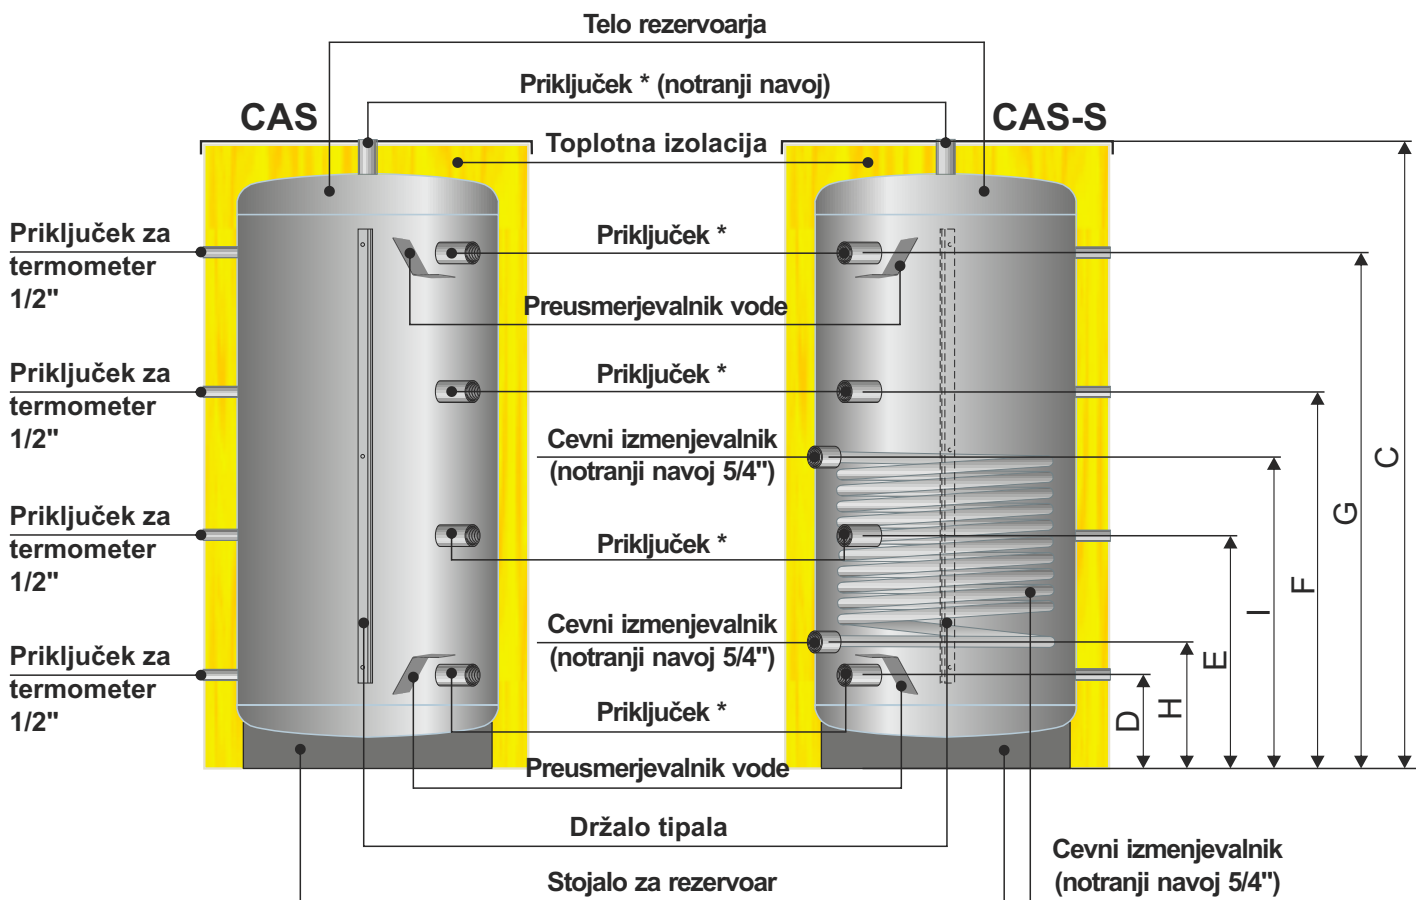 Telo rezervoarja
Priključek * (notranji navoj)
CAS
CAS-S
Toplotna izolacija
Priključek za
termometer
1/2"
Priključek *
Preusmerjevalnik vode
Priključek za
termometer
1/2"
Priključek *
Cevni izmenjevalnik
(notranji navoj 5/4")
Priključek za
termometer
1/2"
Priključek *
Cevni izmenjevalnik
(notranji navoj 5/4")
Priključek za
termometer
1/2"
Priključek *
Preusmerjevalnik vode
Držalo tipala
Stojalo za rezervoar
Cevni izmenjevalnik
(notranji navoj 5/4")
D
H
E
I
F
G
C